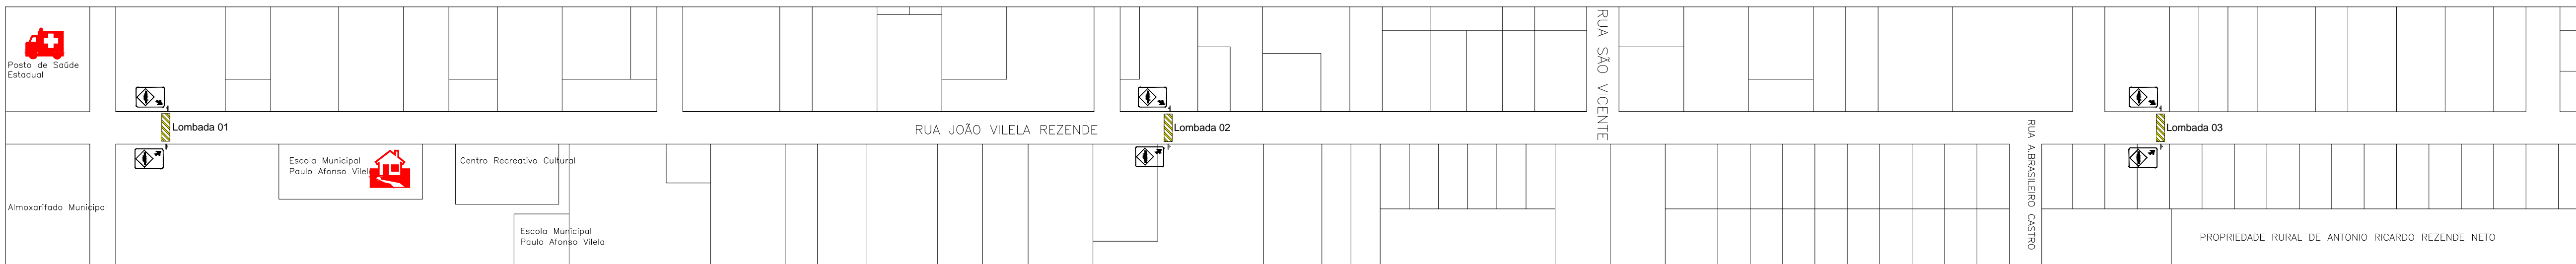 Posto de Saúde
Estadual
Lombada 01
RUA JOÃO VILELA REZENDE
Lombada 02
RUA SÃO VICENTE
Lombada 03
RUA A.BRASILEIRO CASTRO
Escola Municipal
Paulo Afonso Vilela
Centro Recreativo Cultural
Almoxarifado Municipal
Escola Municipal
Paulo Afonso Vilela
PROPRIEDADE RURAL DE ANTONIO RICARDO REZENDE NETO